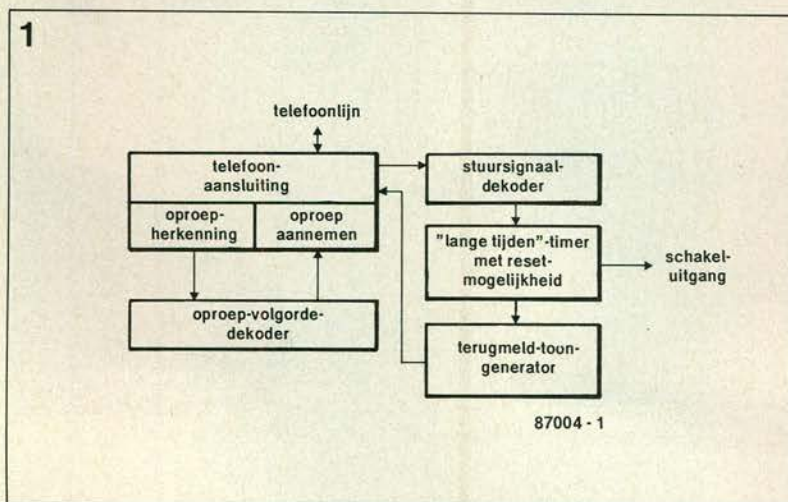 1
telefoonlijn
telefoon-
aansluiting
oproep-
herkenning
oproep
aannemen
oproep-volgorde-
dekoder
stuursignaal-
dekoder
"lange tijden"-timer
met reset-
mogelijkheid
schakel-
uitgang
terugmeld-toon-
generator
87004 - 1